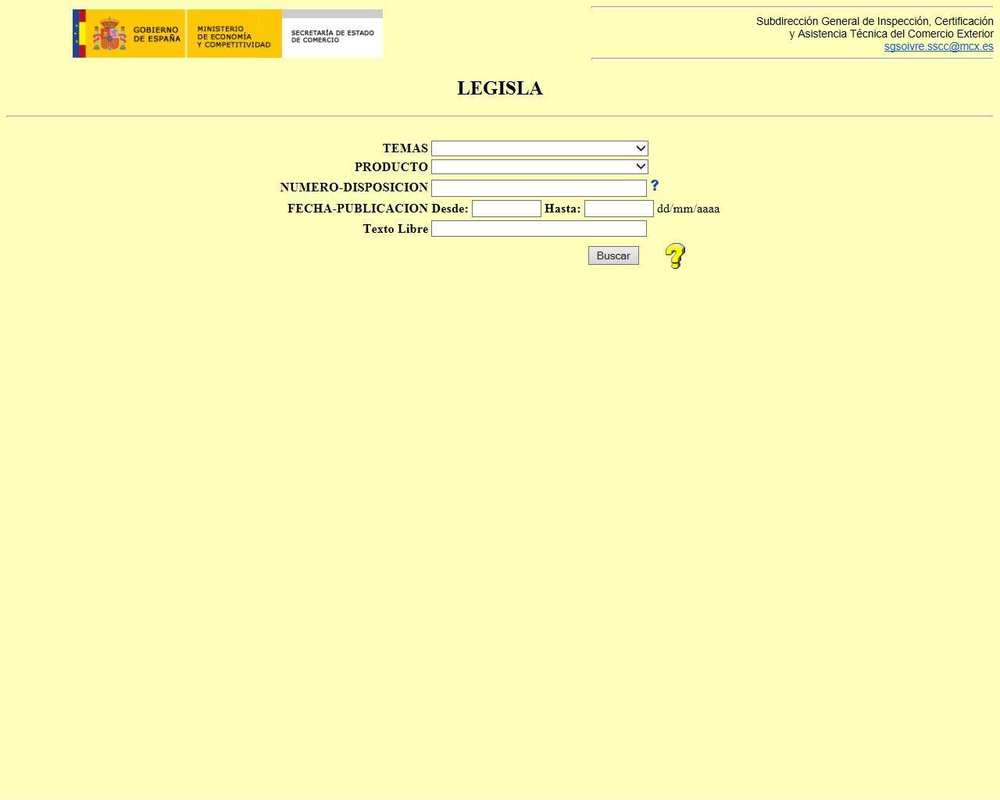 GOBIERNO
DE ESPAÑA
MINISTERIO
DE ECONOMÍA
Y COMPETITIVIDAD
SECRETARÍA DE ESTADO
DE COMERCIO
Subdirección General de Inspección, Certificación
y Asistencia Técnica del Comercio Exterior
sgsoivre.sscc@mcx.es
LEGISLA
TEMAS
PRODUCTO
NUMERO-DISPOSICION ?
FECHA-PUBLICACION Desde: Hasta: dd/mm/aaaa
Texto Libre
Buscar ?